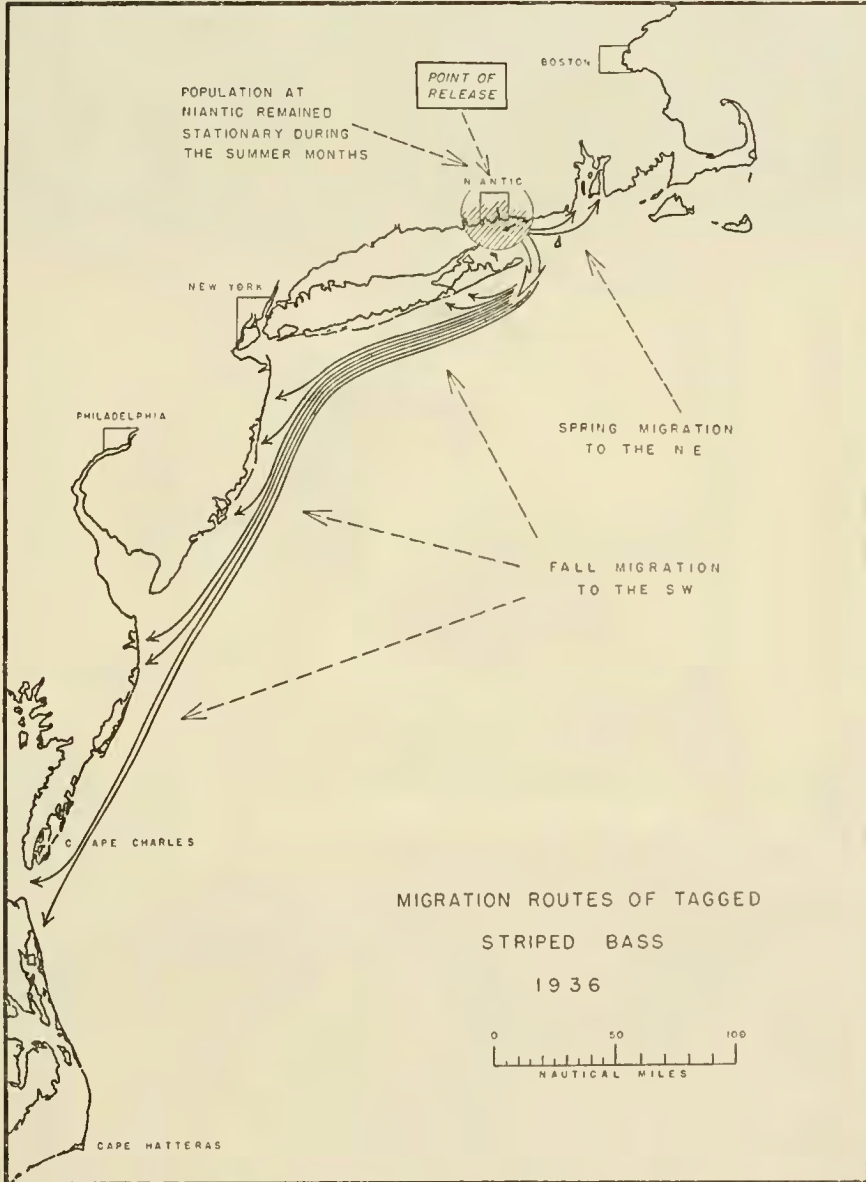 BOSTON
POINT OF
RELEASE
POPULATION AT
NIANTIC REMAINED
STATIONARY DURING
THE SUMMER MONTHS
NIANTIC
NEW YORK
PHILADELPHIA
SPRING MIGRATION
TO THE NE
FALL MIGRATION
TO THE SW
CAPE CHARLES
MIGRATION ROUTES OF TAGGED
STRIPED BASS
1936
0 50 100
NAUTICAL MILES
CAPE HATTERAS